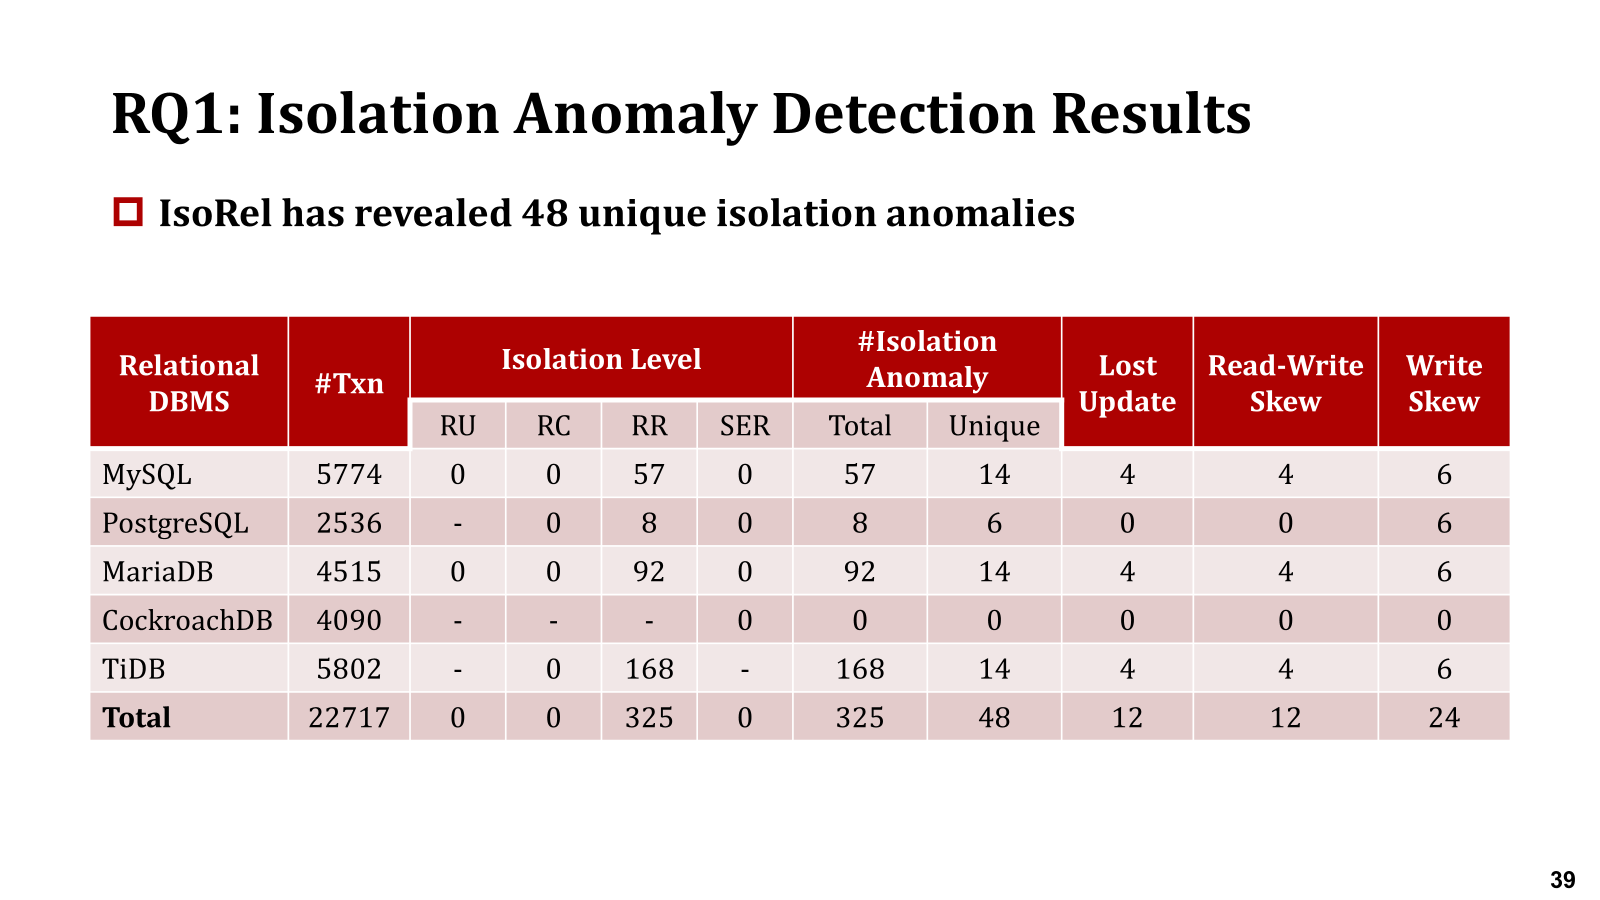 RQ1: Isolation Anomaly Detection Results
IsoRel has revealed 48 unique isolation anomalies
Relational DBMS #Txn Isolation Level #Isolation Anomaly Lost Update Read-Write Skew Write Skew
RU RC RR SER Total Unique
MySQL 5774 0 0 57 0 57 14 4 4 6
PostgreSQL 2536 - 0 8 0 8 6 0 0 6
MariaDB 4515 0 0 92 0 92 14 4 4 6
CockroachDB 4090 - - - 0 0 0 0 0 0
TiDB 5802 - 0 168 - 168 14 4 4 6
Total 22717 0 0 325 0 325 48 12 12 24
39